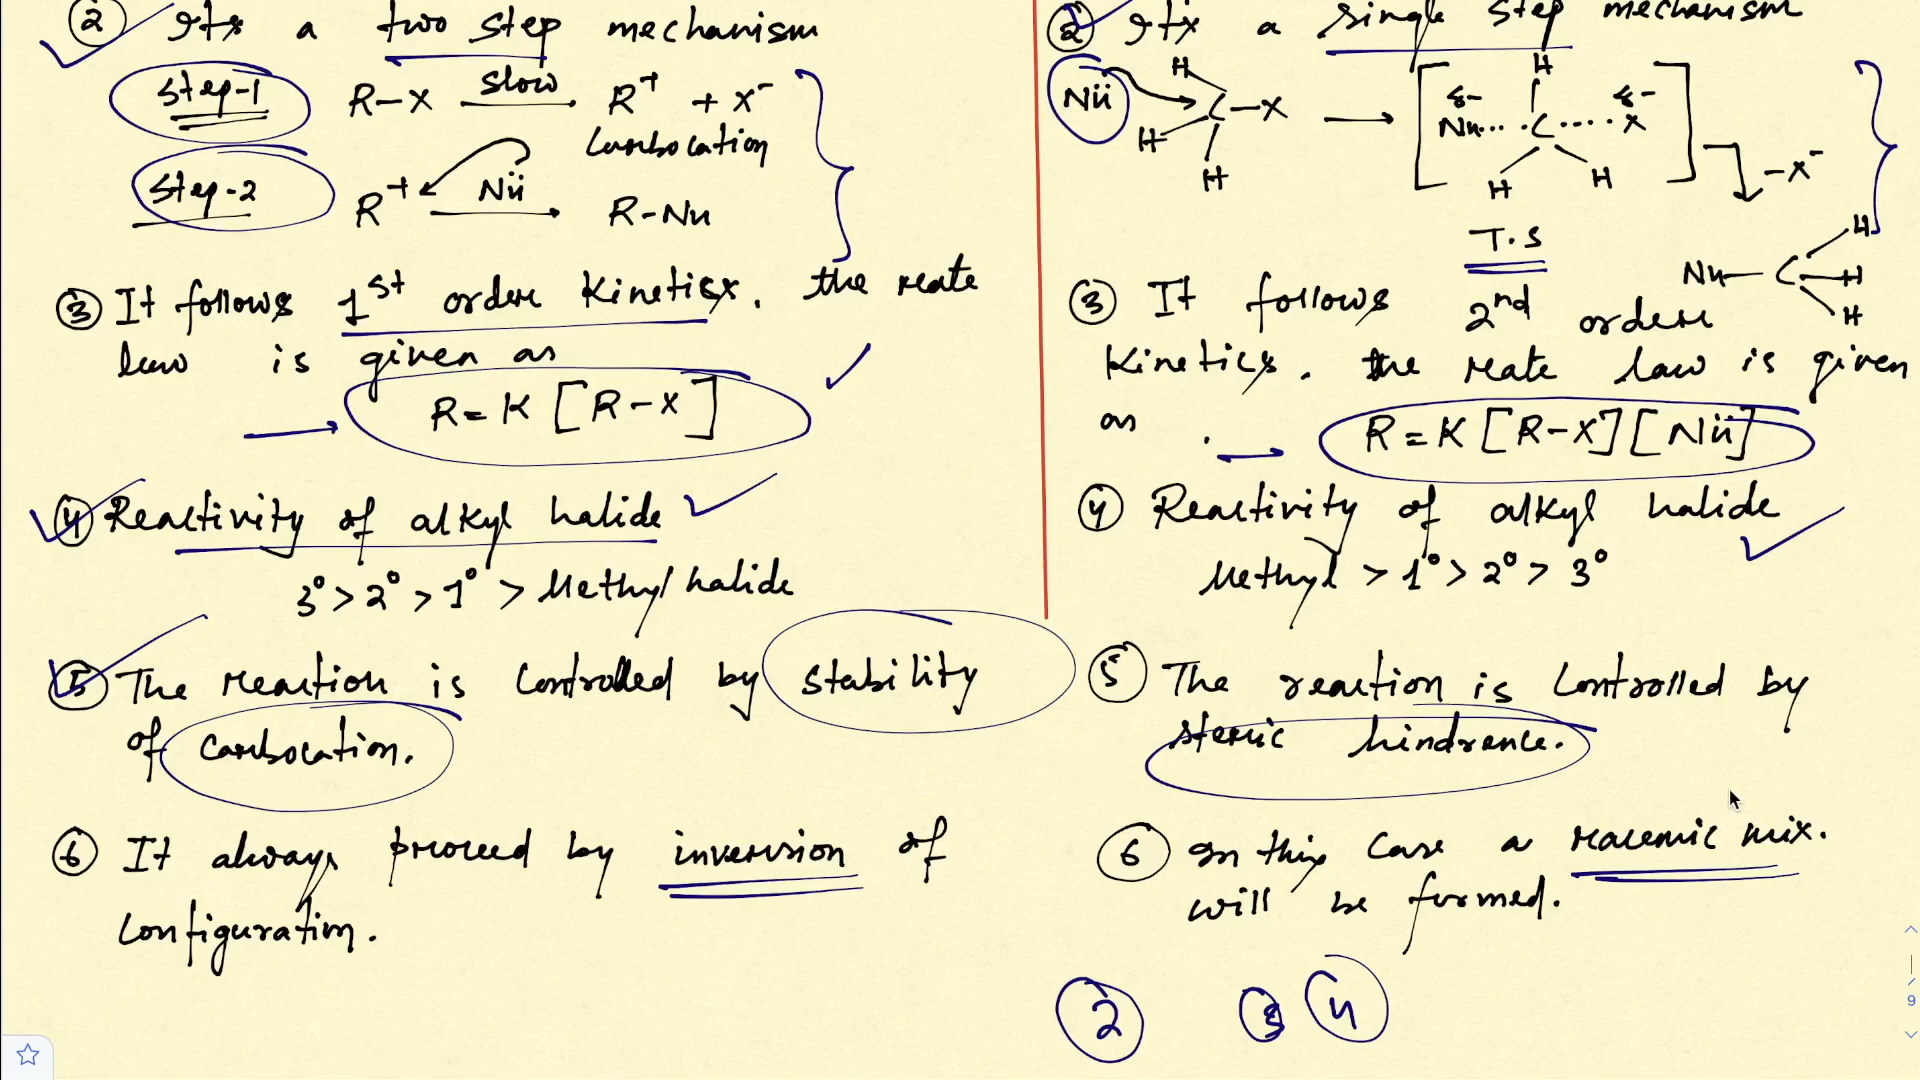 ② It's a two step mechanism
Step-1 R-X slow R+ + X-
Carbocation
Step-2 R+ Nü R-Nu
③ It follows 1st order kinetics. The rate
law is given as
R = K [R-X]
④ Reactivity of alkyl halide
3° > 2° > 1° > Methyl halide
⑤ The reaction is controlled by stability
of carbocation.
⑥ It always proceed by inversion of
configuration.
② It's a single step mechanism
Nü H H H C-X
δ- Nu... C .... X δ- H H H
-X-
T.S
Nu-C H H H
③ It follows 2nd order
kinetics. The rate law is given
as
R = K [R-X] [Nü]
④ Reactivity of alkyl halide
Methyl > 1° > 2° > 3°
⑤ The reaction is controlled by
steric hindrance.
⑥ In this case a racemic mix.
will be formed.
② ③ ④
9